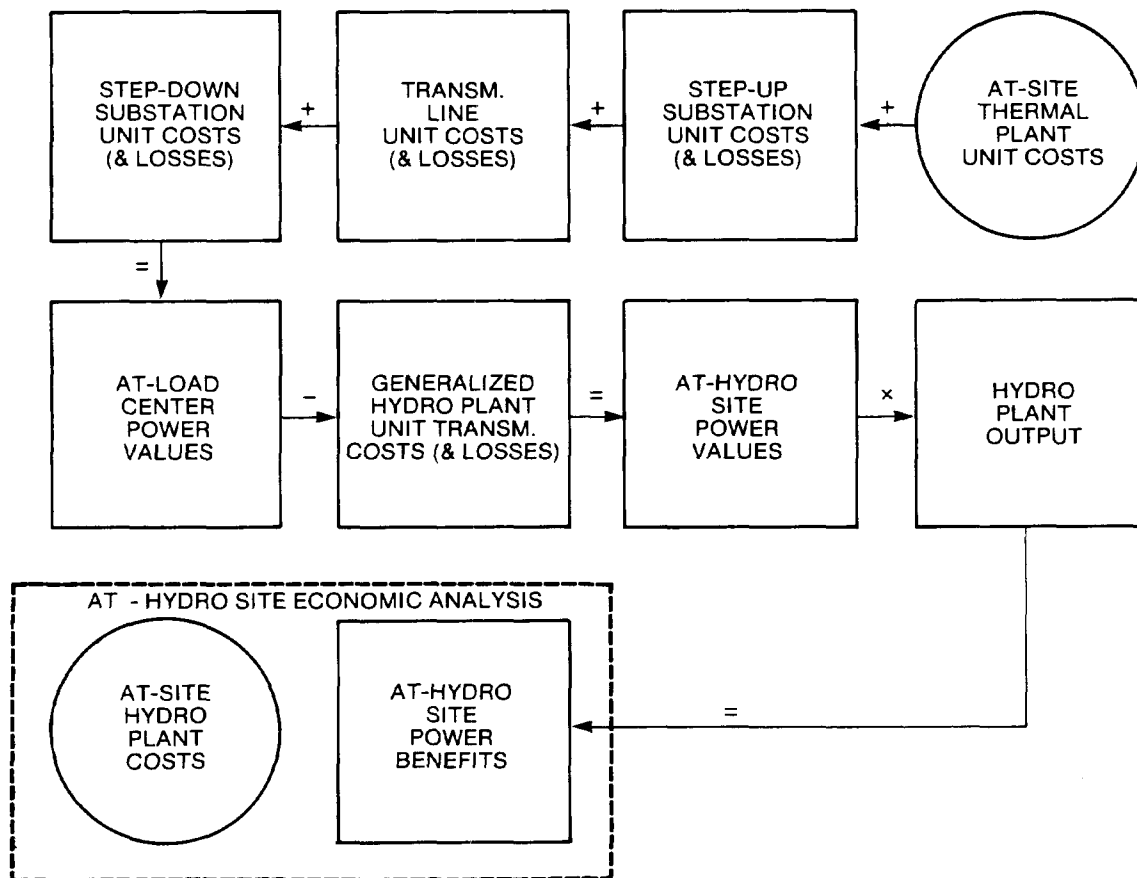 STEP-DOWN
SUBSTATION
UNIT COSTS
(& LOSSES)
+
TRANSM.
LINE
UNIT COSTS
(& LOSSES)
+
STEP-UP
SUBSTATION
UNIT COSTS
(& LOSSES)
+
AT-SITE
THERMAL
PLANT
UNIT COSTS
=
AT-LOAD
CENTER
POWER
VALUES
−
GENERALIZED
HYDRO PLANT
UNIT TRANSM.
COSTS (& LOSSES)
=
AT-HYDRO
SITE
POWER
VALUES
×
HYDRO
PLANT
OUTPUT
AT - HYDRO SITE ECONOMIC ANALYSIS
AT-SITE
HYDRO
PLANT
COSTS
AT-HYDRO
SITE
POWER
BENEFITS
=